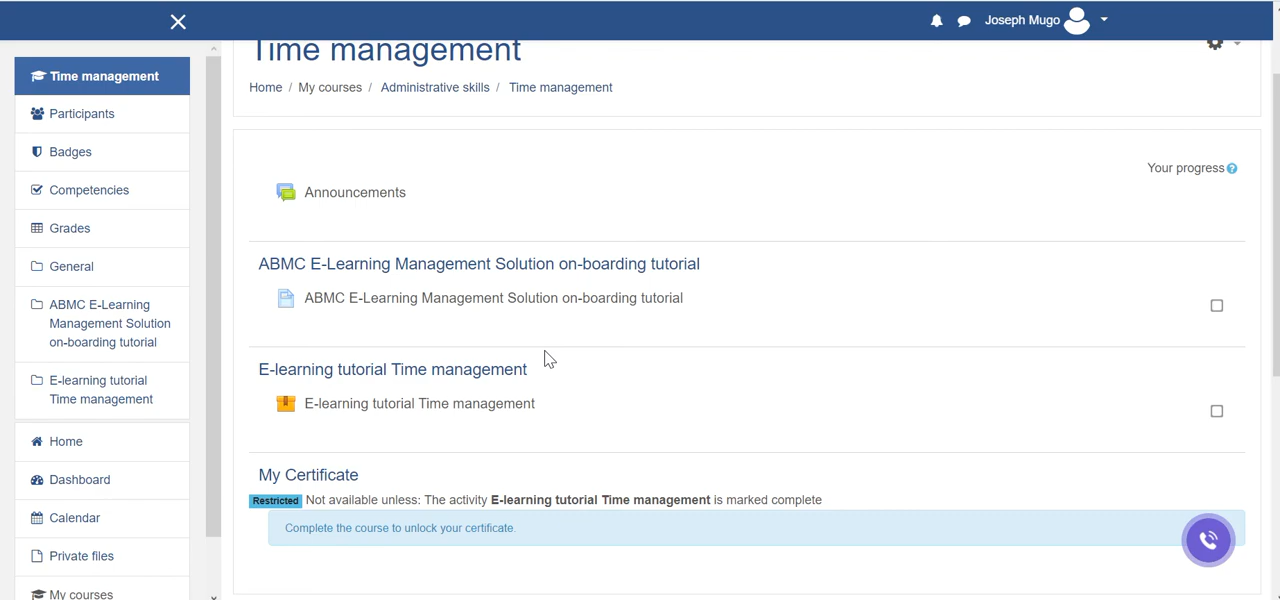 Joseph Mugo
Time management
Home / My courses / Administrative skills / Time management
Time management
Participants
Badges
Competencies
Grades
General
ABMC E-Learning
Management Solution
on-boarding tutorial
E-learning tutorial
Time management
Home
Dashboard
Calendar
Private files
My courses
Your progress
Announcements
ABMC E-Learning Management Solution on-boarding tutorial
ABMC E-Learning Management Solution on-boarding tutorial
E-learning tutorial Time management
E-learning tutorial Time management
My Certificate
Restricted Not available unless: The activity E-learning tutorial Time management is marked complete
Complete the course to unlock your certificate.